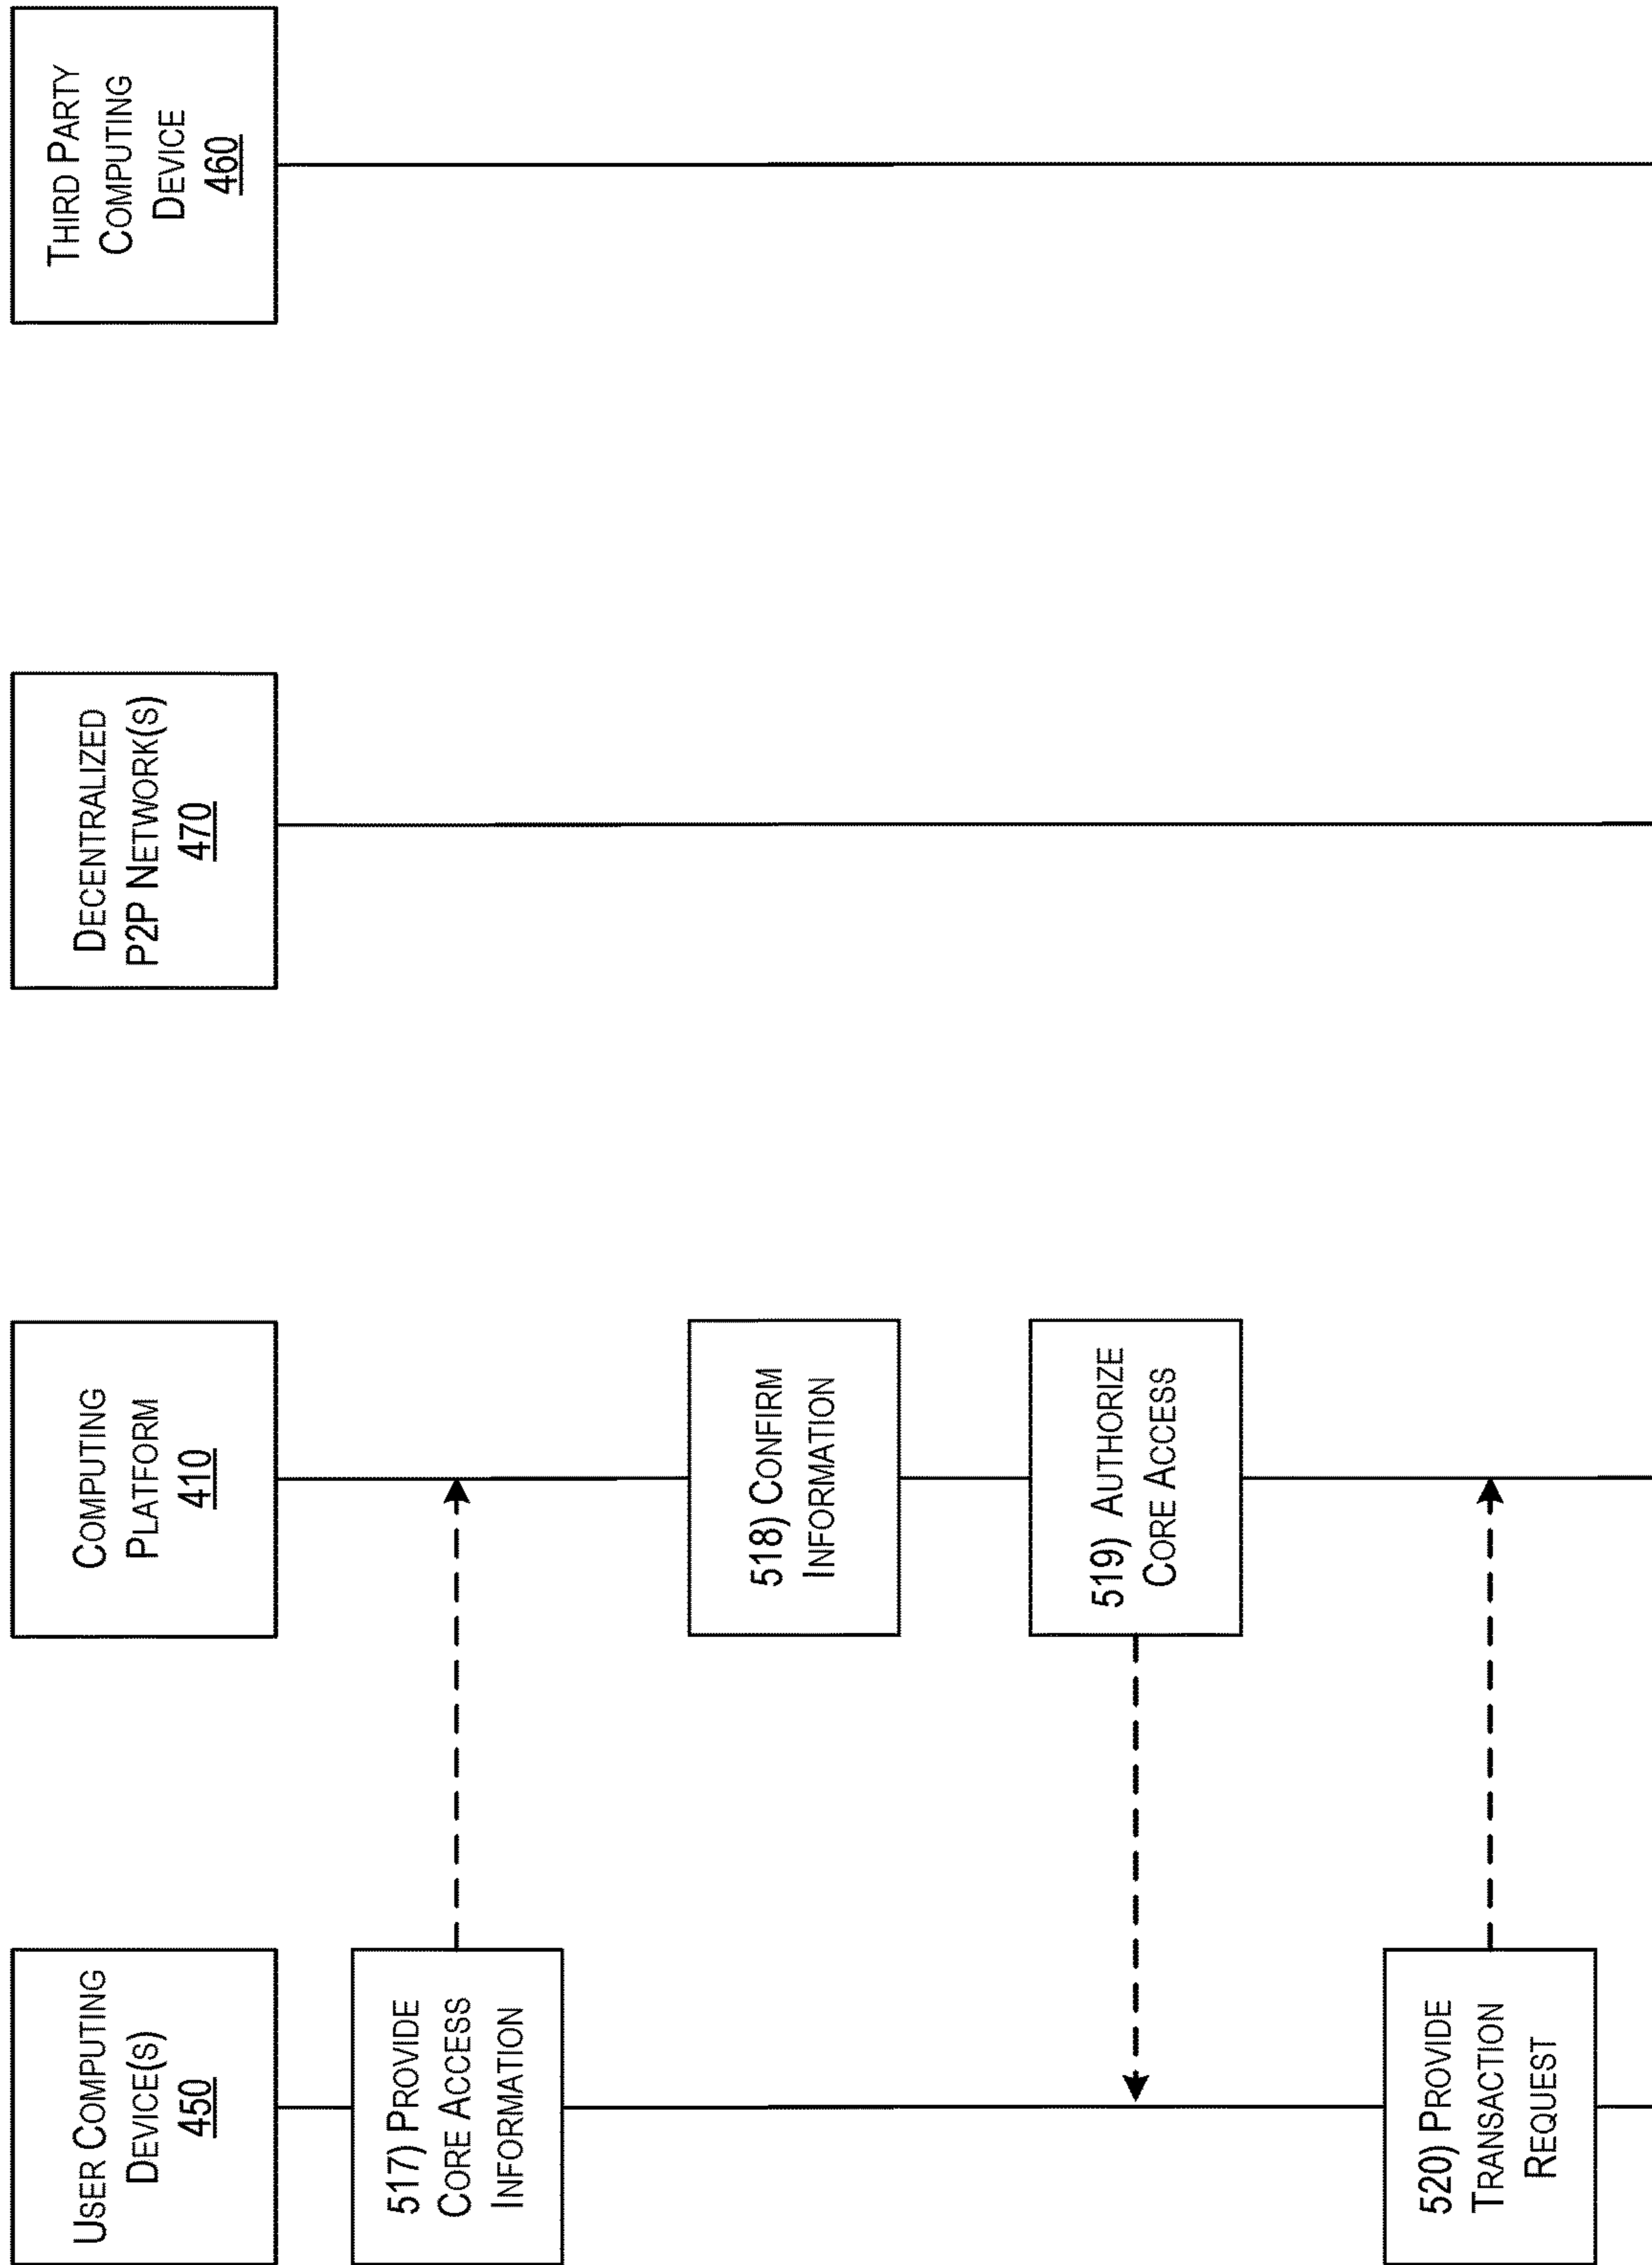 USER COMPUTING
DEVICE(S)
450
COMPUTING
PLATFORM
410
DECENTRALIZED
P2P NETWORK(S)
470
THIRD PARTY
COMPUTING
DEVICE
460
517) PROVIDE
CORE ACCESS
INFORMATION
518) CONFIRM
INFORMATION
519) AUTHORIZE
CORE ACCESS
520) PROVIDE
TRANSACTION
REQUEST